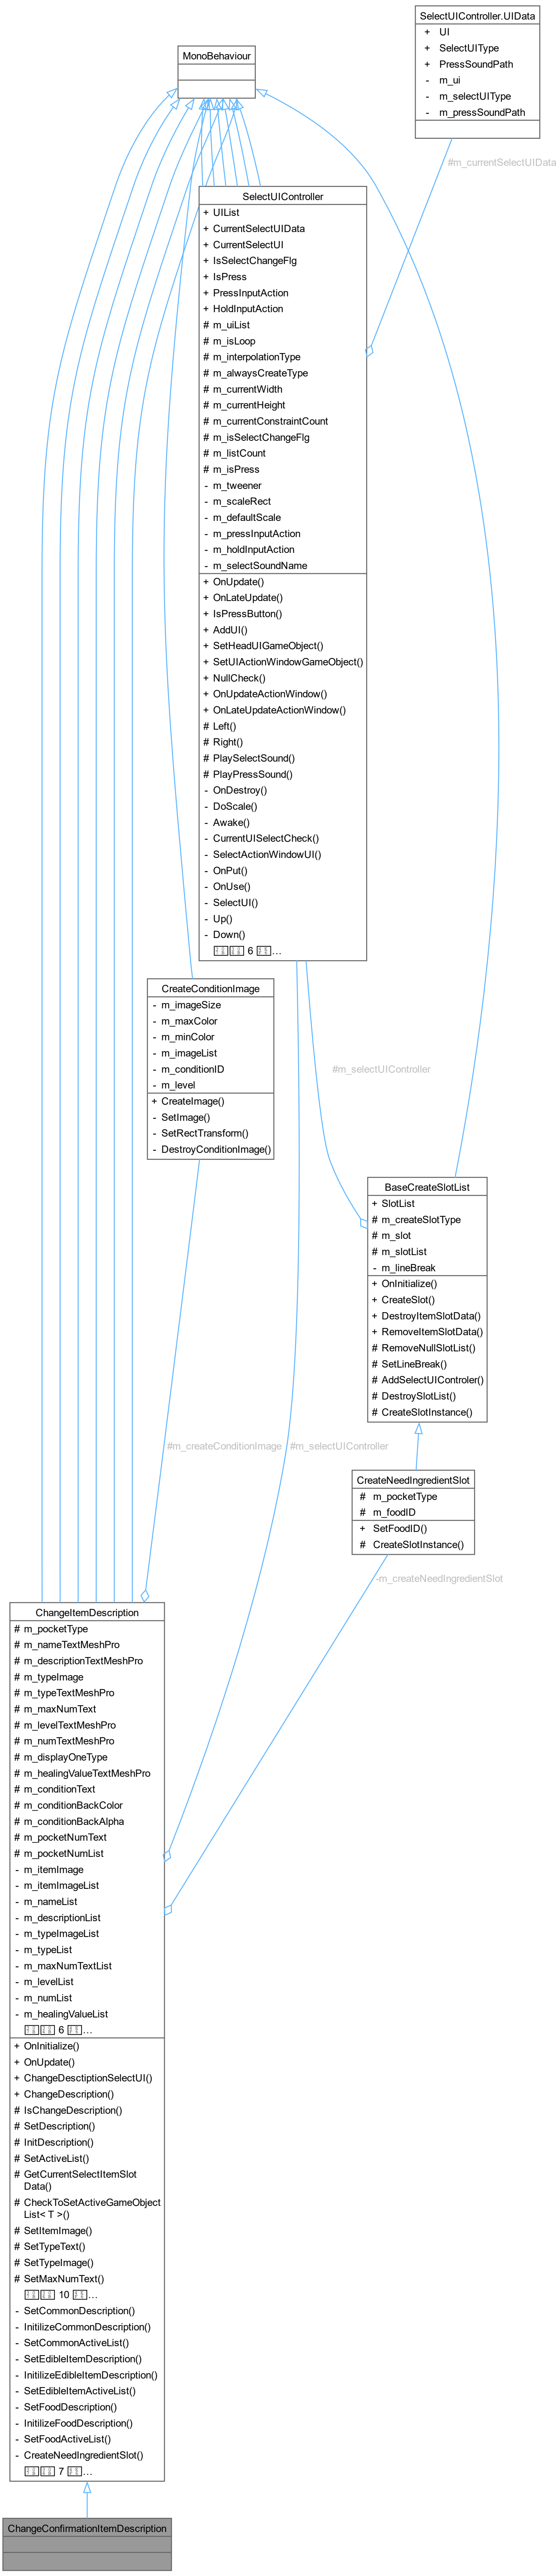 SelectUIController.UIData
+ UI
+ SelectUIType
+ PressSoundPath
- m_ui
- m_selectUIType
- m_pressSoundPath
MonoBehaviour
#m_currentSelectUIData
SelectUIController
+ UIList
+ CurrentSelectUIData
+ CurrentSelectUI
+ IsSelectChangeFlg
+ IsPress
+ PressInputAction
+ HoldInputAction
# m_uiList
# m_isLoop
# m_interpolationType
# m_alwaysCreateType
# m_currentWidth
# m_currentHeight
# m_currentConstraintCount
# m_isSelectChangeFlg
# m_listCount
# m_isPress
- m_tweener
- m_scaleRect
- m_defaultScale
- m_pressInputAction
- m_holdInputAction
- m_selectSoundName
+ OnUpdate()
+ OnLateUpdate()
+ IsPressButton()
+ AddUI()
+ SetHeadUIGameObject()
+ SetUIActionWindowGameObject()
+ NullCheck()
+ OnUpdateActionWindow()
+ OnLateUpdateActionWindow()
# Left()
# Right()
# PlaySelectSound()
# PlayPressSound()
- OnDestroy()
- DoScale()
- Awake()
- CurrentUISelectCheck()
- SelectActionWindowUI()
- OnPut()
- OnUse()
- SelectUI()
- Up()
- Down()
6 ...
CreateConditionImage
- m_imageSize
- m_maxColor
- m_minColor
- m_imageList
- m_conditionID
- m_level
+ CreateImage()
- SetImage()
- SetRectTransform()
- DestroyConditionImage()
#m_selectUIController
BaseCreateSlotList
+ SlotList
# m_createSlotType
# m_slot
# m_slotList
- m_lineBreak
+ OnInitialize()
+ CreateSlot()
+ DestroyItemSlotData()
+ RemoveItemSlotData()
# RemoveNullSlotList()
# SetLineBreak()
# AddSelectUIControler()
# DestroySlotList()
# CreateSlotInstance()
#m_createConditionImage
#m_selectUIController
CreateNeedIngredientSlot
# m_pocketType
# m_foodID
+ SetFoodID()
# CreateSlotInstance()
-m_createNeedIngredientSlot
ChangeItemDescription
# m_pocketType
# m_nameTextMeshPro
# m_descriptionTextMeshPro
# m_typeImage
# m_typeTextMeshPro
# m_maxNumText
# m_levelTextMeshPro
# m_numTextMeshPro
# m_displayOneType
# m_healingValueTextMeshPro
# m_conditionText
# m_conditionBackColor
# m_conditionBackAlpha
# m_pocketNumText
# m_pocketNumList
- m_itemImage
- m_itemImageList
- m_nameList
- m_descriptionList
- m_typeImageList
- m_typeList
- m_maxNumTextList
- m_levelList
- m_numList
- m_healingValueList
6 ...
+ OnInitialize()
+ OnUpdate()
+ ChangeDesctiptionSelectUI()
+ ChangeDescription()
# IsChangeDescription()
# SetDescription()
# InitDescription()
# SetActiveList()
# GetCurrentSelectItemSlot
Data()
# CheckToSetActiveGameObject
List< T >()
# SetItemImage()
# SetTypeText()
# SetTypeImage()
# SetMaxNumText()
10 ...
- SetCommonDescription()
- InitilizeCommonDescription()
- SetCommonActiveList()
- SetEdibleItemDescription()
- InitilizeEdibleItemDescription()
- SetEdibleItemActiveList()
- SetFoodDescription()
- InitilizeFoodDescription()
- SetFoodActiveList()
- CreateNeedIngredientSlot()
7 ...
ChangeConfirmationItemDescription